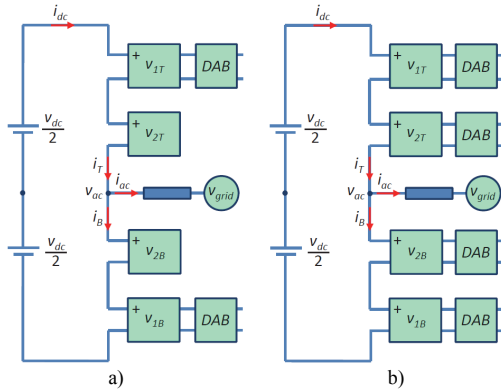 i_dc
+ v_1T DAB
v_dc/2
+ v_2T
i_T
i_ac
v_ac
v_grid
i_B
v_dc/2
+ v_2B
+ v_1B DAB
a)
i_dc
+ v_1T DAB
v_dc/2
+ v_2T DAB
i_T
i_ac
v_ac
v_grid
i_B
v_dc/2
+ v_2B DAB
+ v_1B DAB
b)